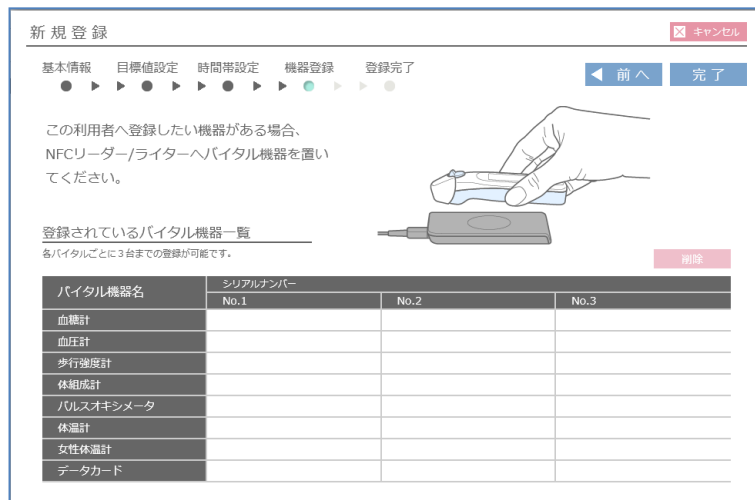 新規登録
キャンセル
基本情報 目標値設定 時間帯設定 機器登録 登録完了
前へ 完了
この利用者へ登録したい機器がある場合、
NFCリーダー/ライターへバイタル機器を置い
てください。
登録されているバイタル機器一覧
各バイタルごとに3台までの登録が可能です。
削除
バイタル機器名 シリアルナンバー
No.1 No.2 No.3
血糖計
血圧計
歩行強度計
体組成計
パルスオキシメータ
体温計
女性体温計
データカード